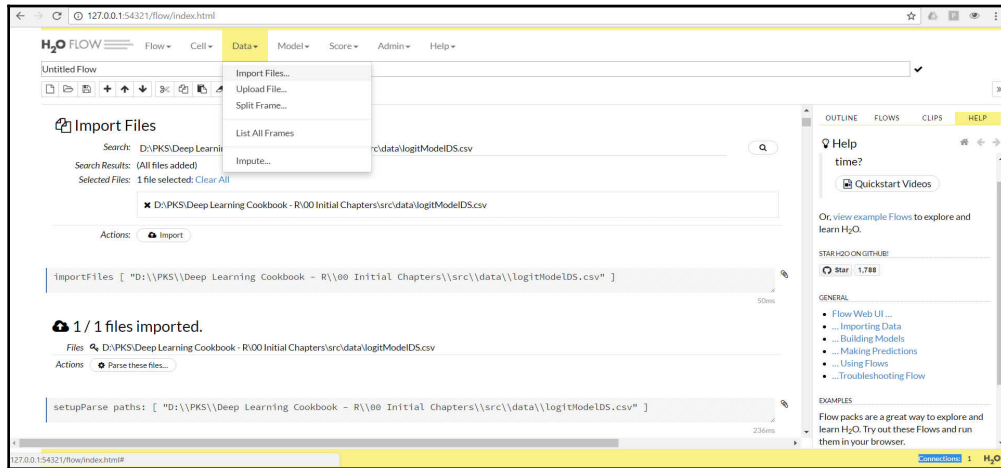 127.0.0.1:54321/flow/index.html
H2O FLOW Flow Cell Data Model Score Admin Help
Untitled Flow
Import Files...
Upload File...
Split Frame...
List All Frames
Impute...
Import Files
Search: D:\PKS\Deep Learni rc\data\logitModelDS.csv
Search Results: (All files added)
Selected Files: 1 file selected: Clear All
D:\PKS\Deep Learning Cookbook - R\00 Initial Chapters\src\data\logitModelDS.csv
Actions: Import
importFiles [ "D:\\PKS\\Deep Learning Cookbook - R\\00 Initial Chapters\\src\\data\\logitModelDS.csv" ]
50ms
1 / 1 files imported.
Files D:\PKS\Deep Learning Cookbook - R\00 Initial Chapters\src\data\logitModelDS.csv
Actions Parse these files...
setupParse paths: [ "D:\\PKS\\Deep Learning Cookbook - R\\00 Initial Chapters\\src\\data\\logitModelDS.csv" ]
236ms
OUTLINE FLOWS CLIPS HELP
Help
time?
Quickstart Videos
Or, view example Flows to explore and
learn H2O.
STAR H2O ON GITHUB!
Star 1,788
GENERAL
Flow Web UI ...
... Importing Data
... Building Models
... Making Predictions
... Using Flows
...Troubleshooting Flow
EXAMPLES
Flow packs are a great way to explore and
learn H2O. Try out these Flows and run
them in your browser.
127.0.0.1:54321/flow/index.html#
Connections: 1 H2O